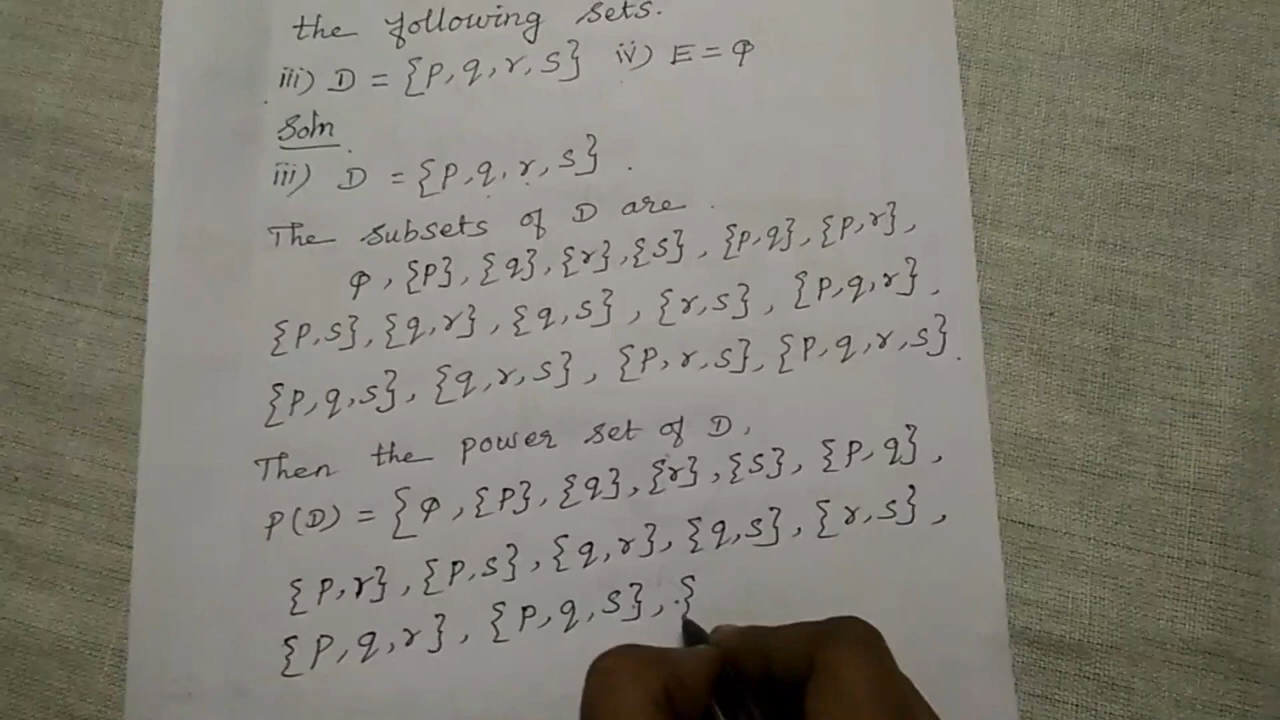 the following sets.
iii) D = {p, q, r, s} iv) E = φ
Soln
iii) D = {p, q, r, s}.
The subsets of D are
φ, {p}, {q}, {r}, {s}, {p, q}, {p, r},
{p, s}, {q, r}, {q, s}, {r, s}, {p, q, r},
{p, q, s}, {q, r, s}, {p, r, s}, {p, q, r, s}.
Then the power set of D,
P(D) = {φ, {p}, {q}, {r}, {s}, {p, q},
{p, r}, {p, s}, {q, r}, {q, s}, {r, s},
{p, q, r}, {p, q, s}, {